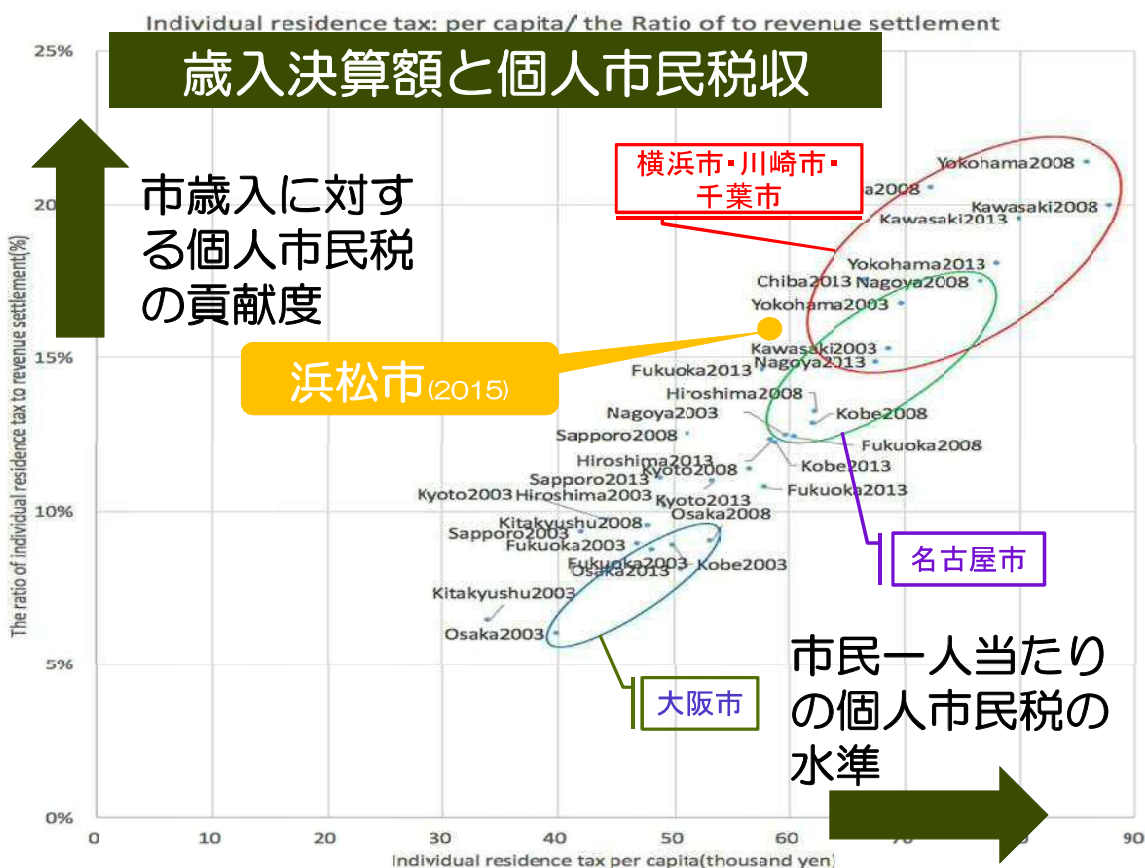 Individual residence tax: per capita/ the Ratio of to revenue settlement
25%
歳入決算額と個人市民税収
横浜市・川崎市・
千葉市
Yokohama2008
市歳入に対す
る個人市民税
の貢献度
20
a2008
Kawasaki2008
Kawasaki2013
Yokohama2013
Chiba2013
Nagoya2008
Yokohama2003
15%
Kawasaki2003
浜松市(2015)
Fukuoka2013
Nagoya2013
Hiroshima2008
Nagoya2003
Kobe2008
Sapporo2008
Fukuoka2008
Hiroshima2013
Kyoto2008
Kobe2013
Sapporo2013
Fukuoka2013
Kyoto2003
Hiroshima2003
Kyoto2013
10%
Osaka2008
Kitakyushu2008
Sapporo2003
Fukuoka2003
名古屋市
Fukuoka2003
Kobe2003
Osaka2013
Kitakyushu2003
Osaka2003
5%
市民一人当たり
の個人市民税の
水準
大阪市
0%
0 10 20 30 40 50 60 70 80 90
Individual residence tax per capita(thousand yen)
The ratio of individual residence tax to revenue settlement(%)